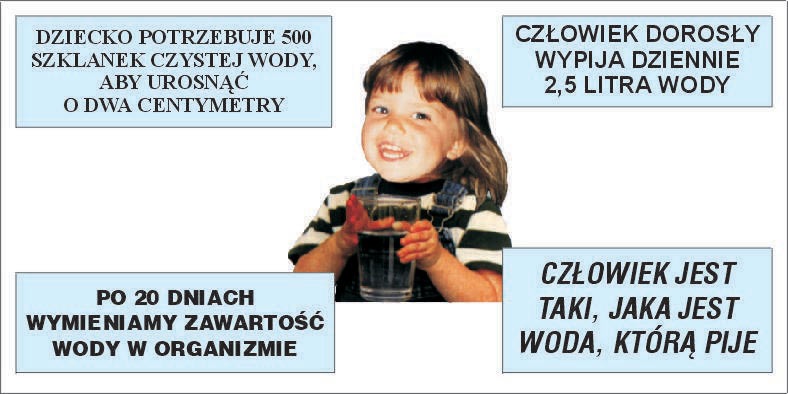 DZIECKO POTRZEBUJE 500
SZKLANEK CZYSTEJ WODY,
ABY UROSNĄĆ
O DWA CENTYMETRY
CZŁOWIEK DOROSŁY
WYPIJA DZIENNIE
2,5 LITRA WODY
PO 20 DNIACH
WYMIENIAMY ZAWARTOŚĆ
WODY W ORGANIZMIE
CZŁOWIEK JEST
TAKI, JAKA JEST
WODA, KTÓRĄ PIJE